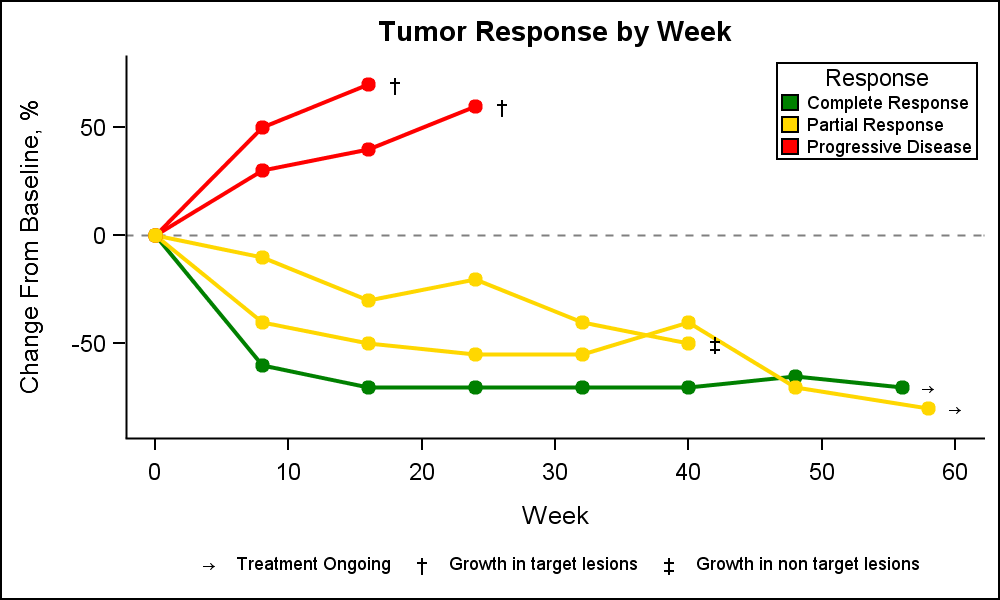 Tumor Response by Week
Change From Baseline, %
50
0
-50
Response
Complete Response
Partial Response
Progressive Disease
†
†
‡
→
→
0 10 20 30 40 50 60
Week
→ Treatment Ongoing † Growth in target lesions ‡ Growth in non target lesions